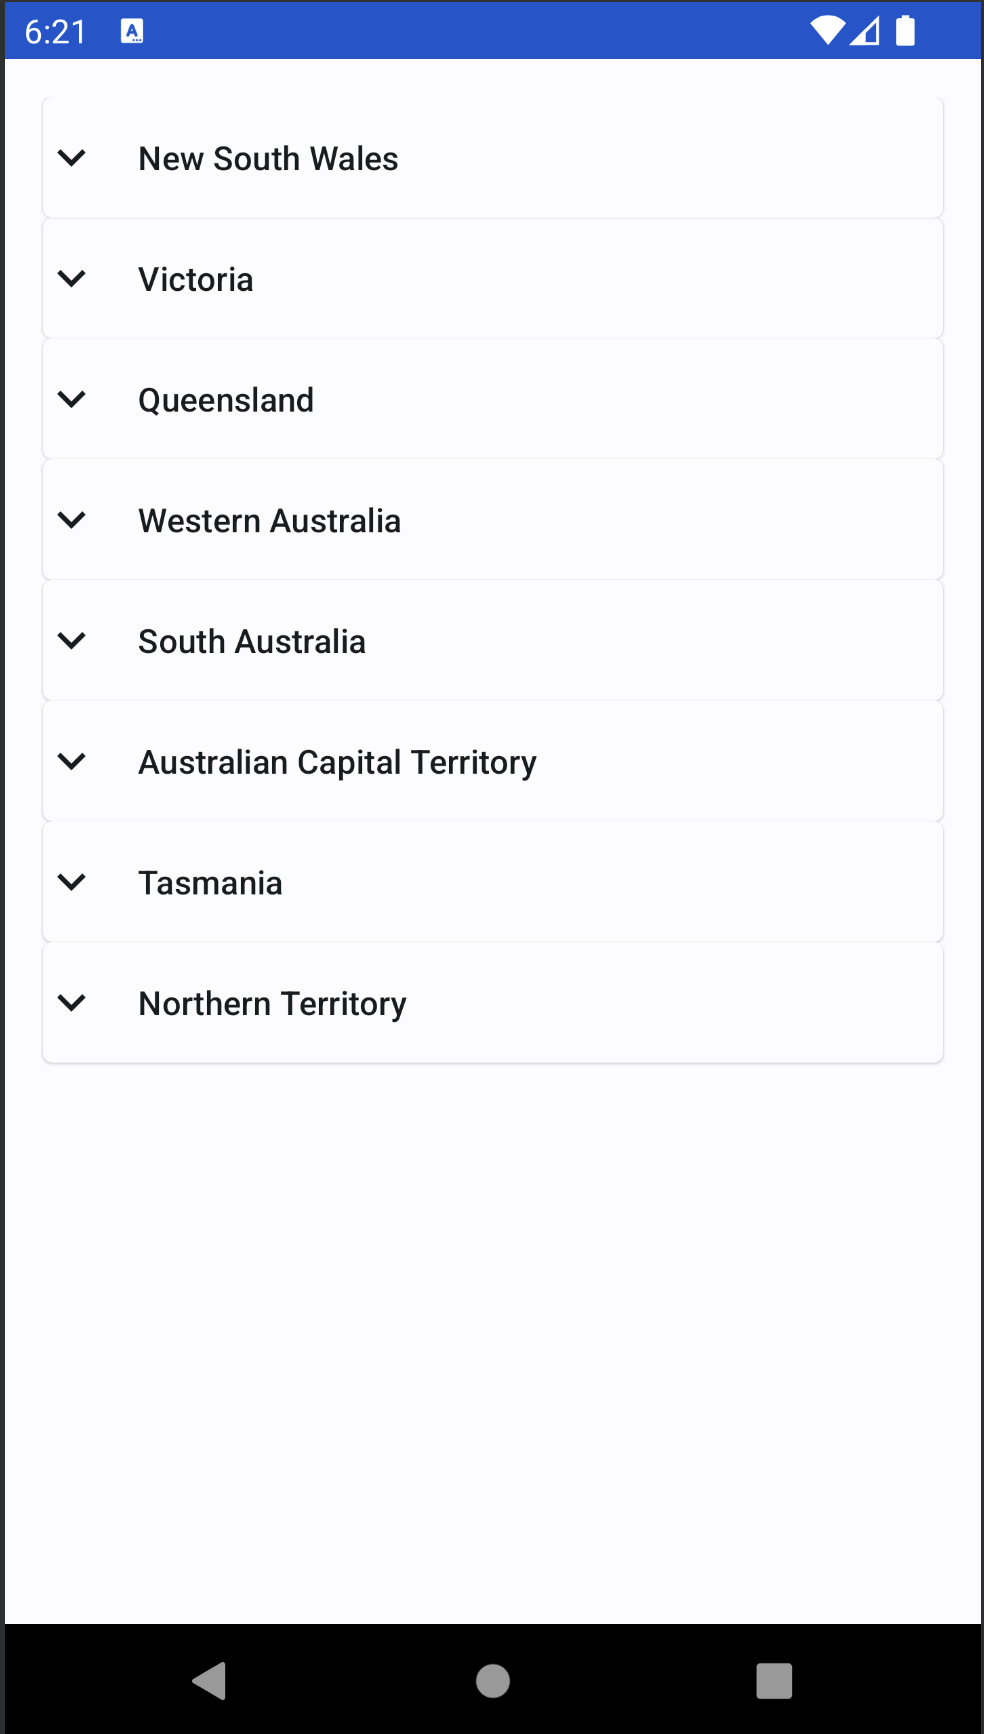 6:21 A
New South Wales
Victoria
Queensland
Western Australia
South Australia
Australian Capital Territory
Tasmania
Northern Territory